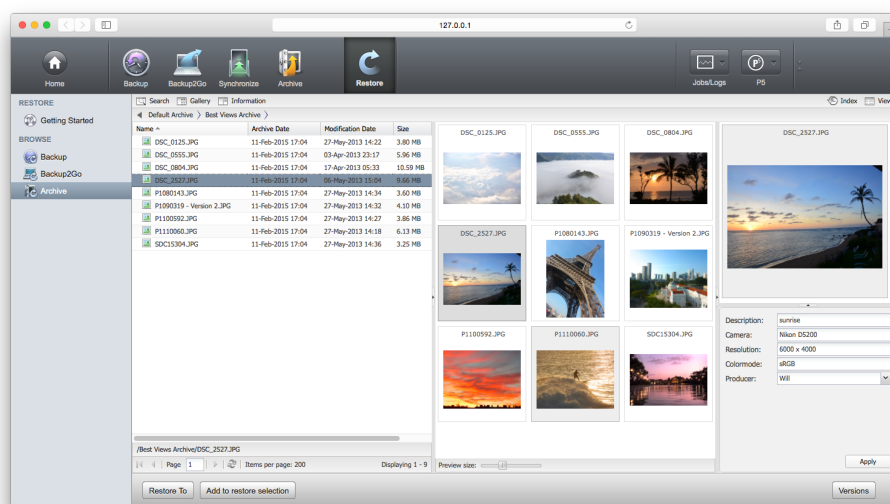 127.0.0.1
Home
Backup
Backup2Go
Synchronize
Archive
Restore
Jobs/Logs
P5
RESTORE
Getting Started
BROWSE
Backup
Backup2Go
Archive
Search Gallery Information
Index View
Default Archive Best Views Archive
Name Archive Date Modification Date Size
DSC_0125.JPG 11-Feb-2015 17:04 27-May-2013 14:22 3.80 MB
DSC_0555.JPG 11-Feb-2015 17:04 03-Apr-2013 23:17 5.96 MB
DSC_0804.JPG 11-Feb-2015 17:04 17-Apr-2013 05:33 10.59 MB
DSC_2527.JPG 11-Feb-2015 17:04 06-May-2013 15:04 9.66 MB
P1080143.JPG 11-Feb-2015 17:04 27-May-2013 14:34 3.60 MB
P1090319 - Version 2.JPG 11-Feb-2015 17:04 27-May-2013 14:32 4.10 MB
P1100592.JPG 11-Feb-2015 17:04 27-May-2013 14:27 3.86 MB
P1110060.JPG 11-Feb-2015 17:04 27-May-2013 14:18 6.13 MB
SDC15304.JPG 11-Feb-2015 17:04 27-May-2013 14:36 3.25 MB
/Best Views Archive/DSC_2527.JPG
Page 1 Items per page: 200 Displaying 1 - 9
DSC_0125.JPG DSC_0555.JPG DSC_0804.JPG
DSC_2527.JPG P1080143.JPG P1090319 - Version 2.JPG
P1100592.JPG P1110060.JPG SDC15304.JPG
Preview size:
DSC_2527.JPG
Description: sunrise
Camera: Nikon D5200
Resolution: 6000 x 4000
Colormode: sRGB
Producer: Will
Apply
Restore To Add to restore selection Versions